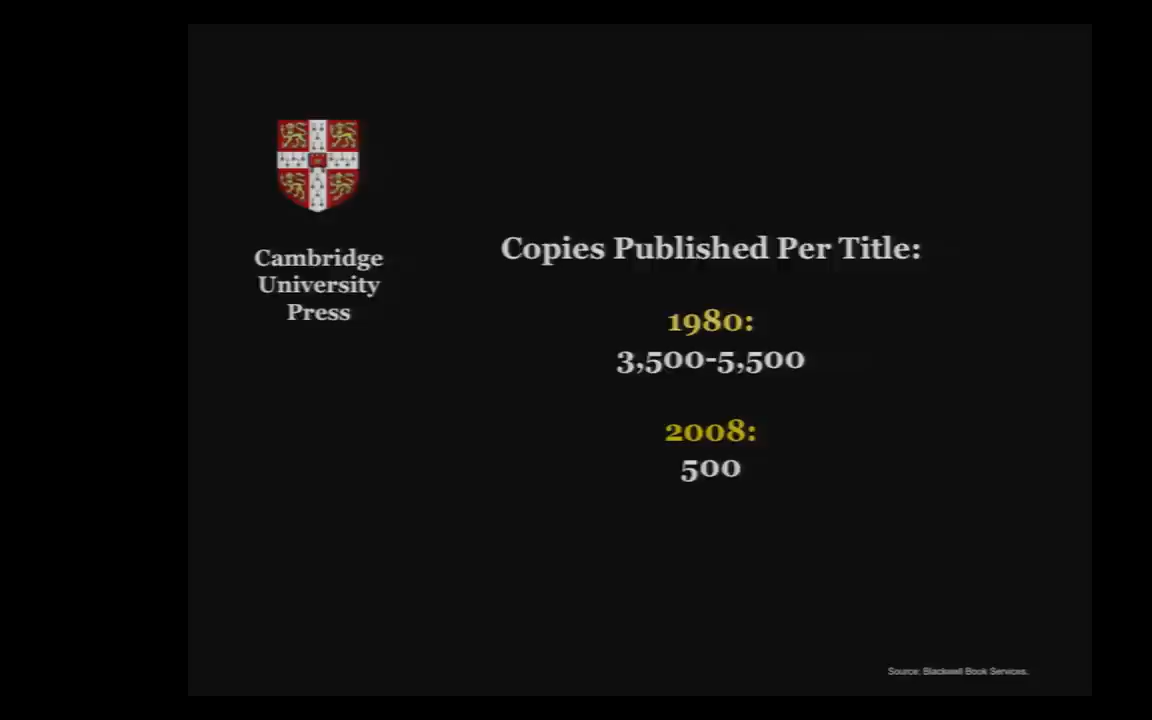 Cambridge
University
Press
Copies Published Per Title:
1980:
3,500-5,500
2008:
500
Source: Blackwell Book Services.